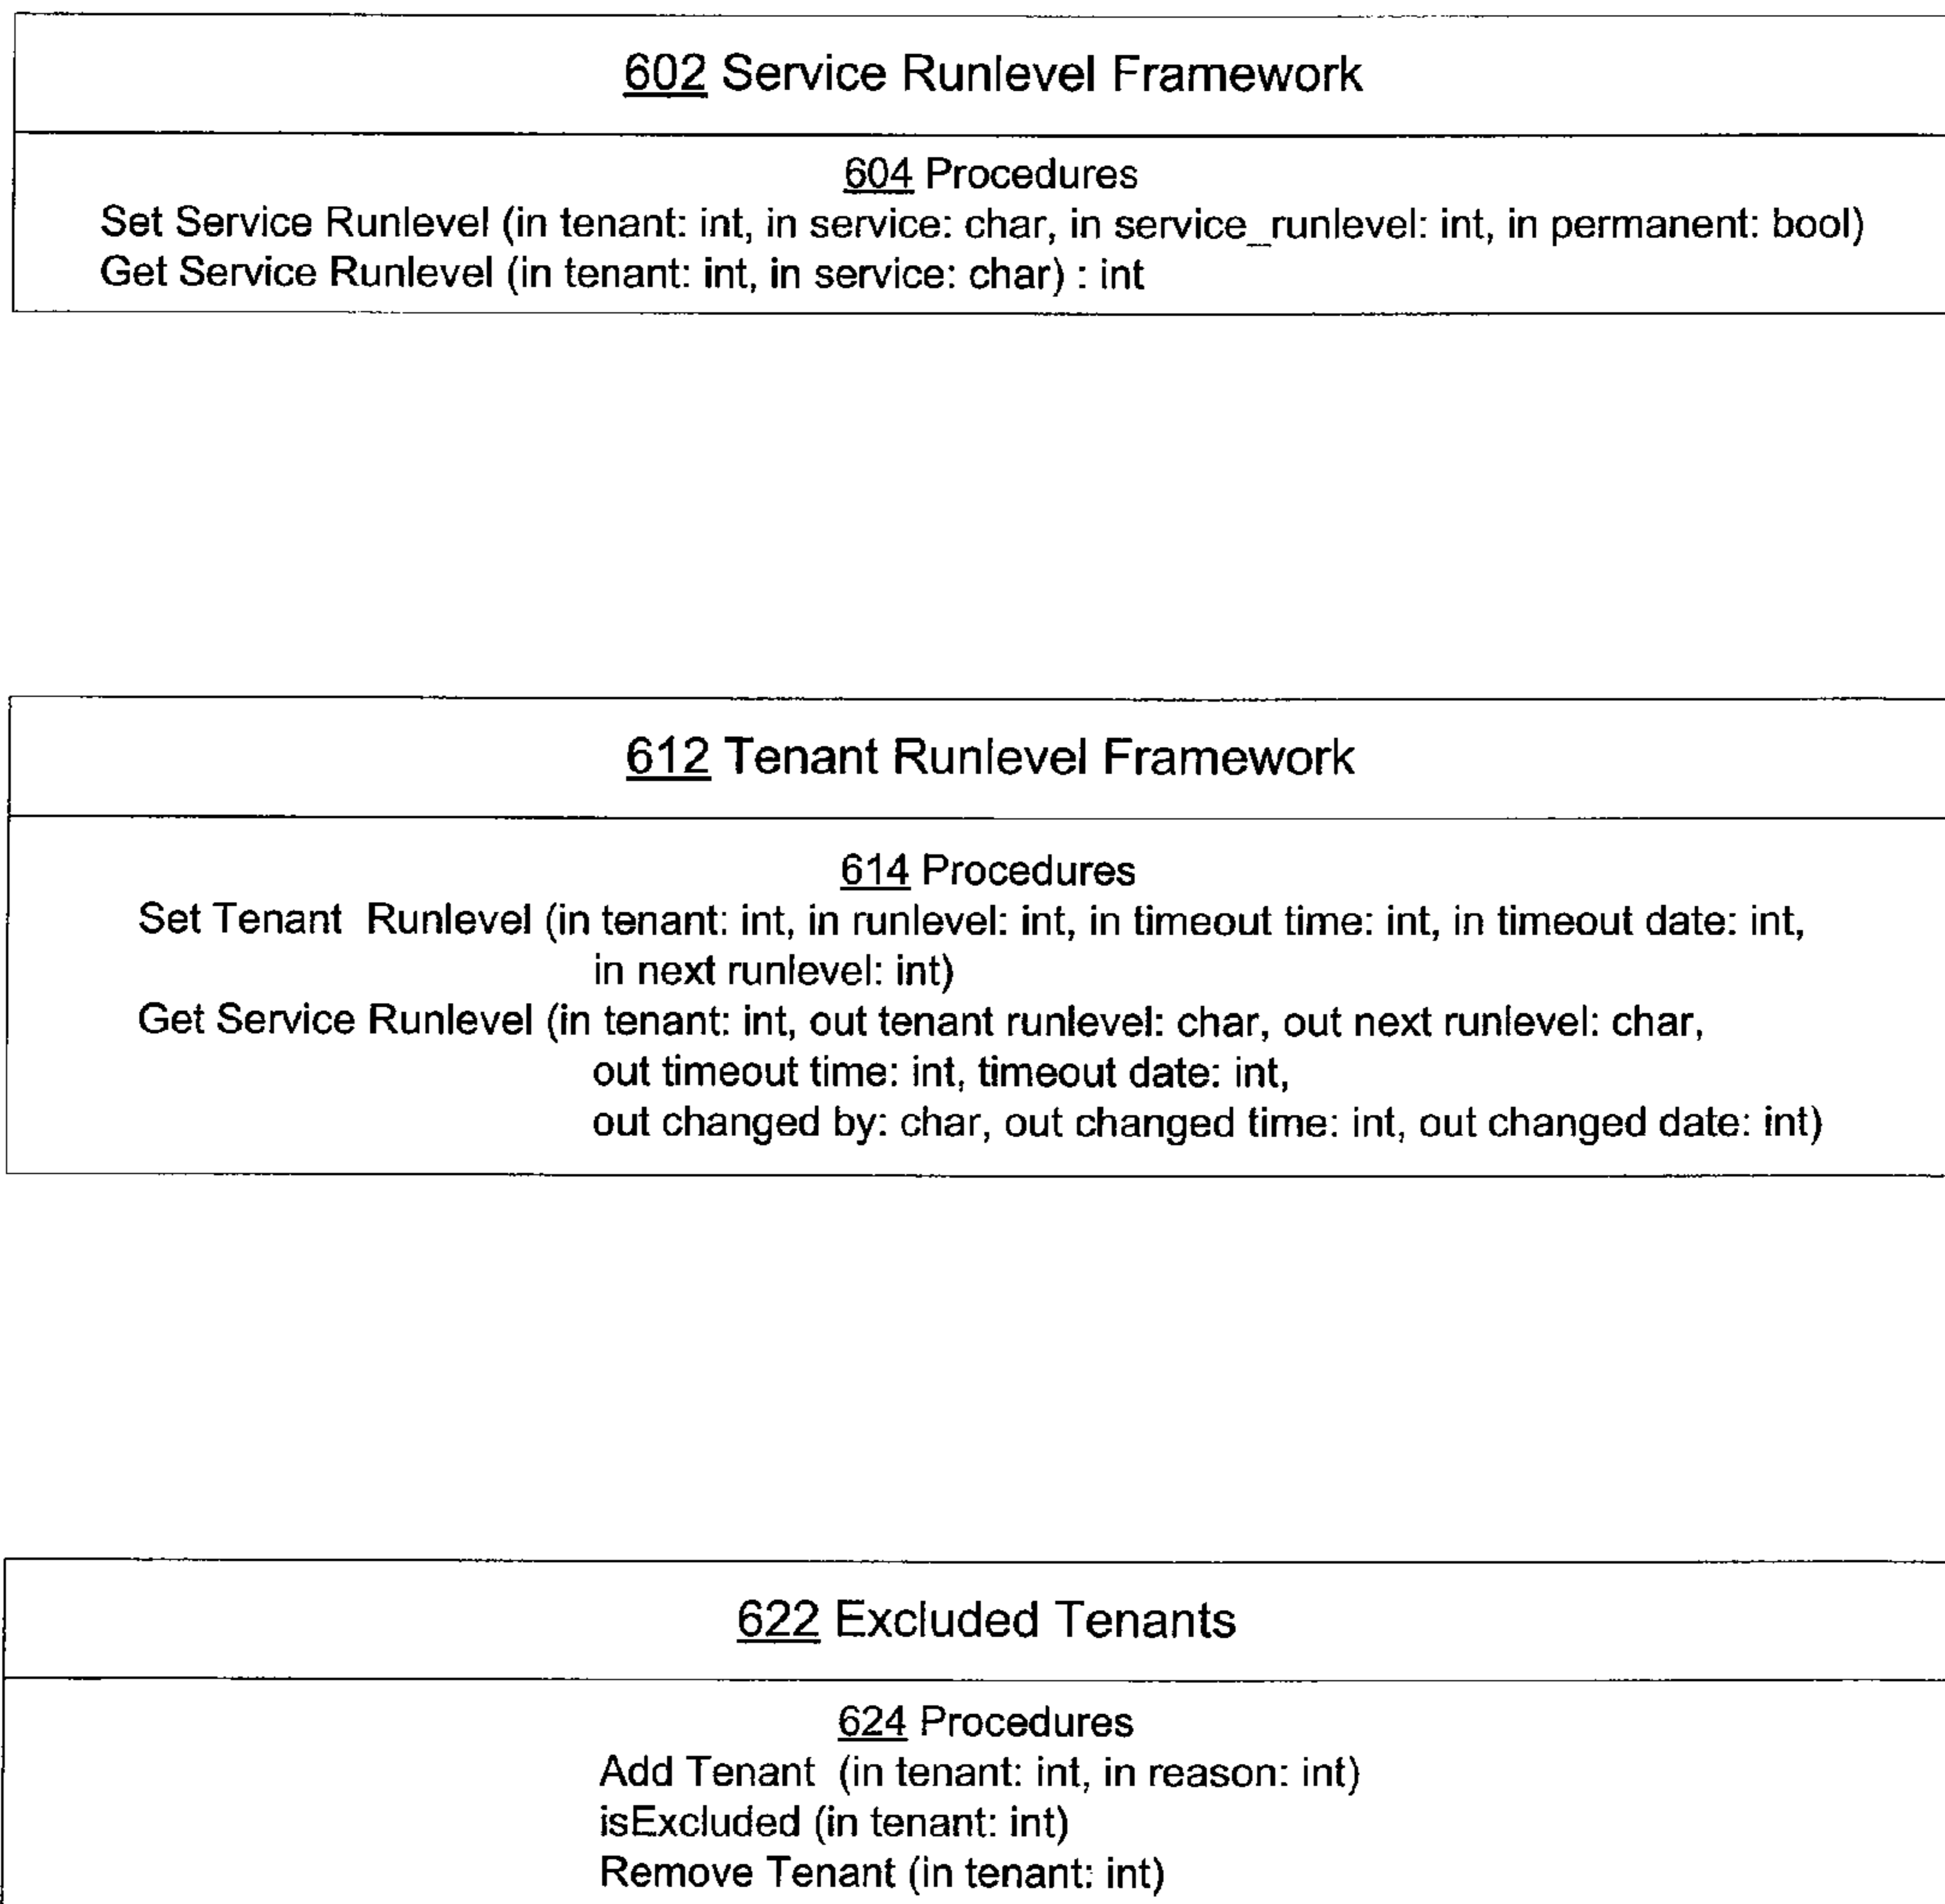 602 Service Runlevel Framework
604 Procedures
Set Service Runlevel (in tenant: int, in service: char, in service_runlevel: int, in permanent: bool)
Get Service Runlevel (in tenant: int, in service: char) : int
612 Tenant Runlevel Framework
614 Procedures
Set Tenant Runlevel (in tenant: int, in runlevel: int, in timeout time: int, in timeout date: int,
in next runlevel: int)
Get Service Runlevel (in tenant: int, out tenant runlevel: char, out next runlevel: char,
out timeout time: int, timeout date: int,
out changed by: char, out changed time: int, out changed date: int)
622 Excluded Tenants
624 Procedures
Add Tenant (in tenant: int, in reason: int)
isExcluded (in tenant: int)
Remove Tenant (in tenant: int)